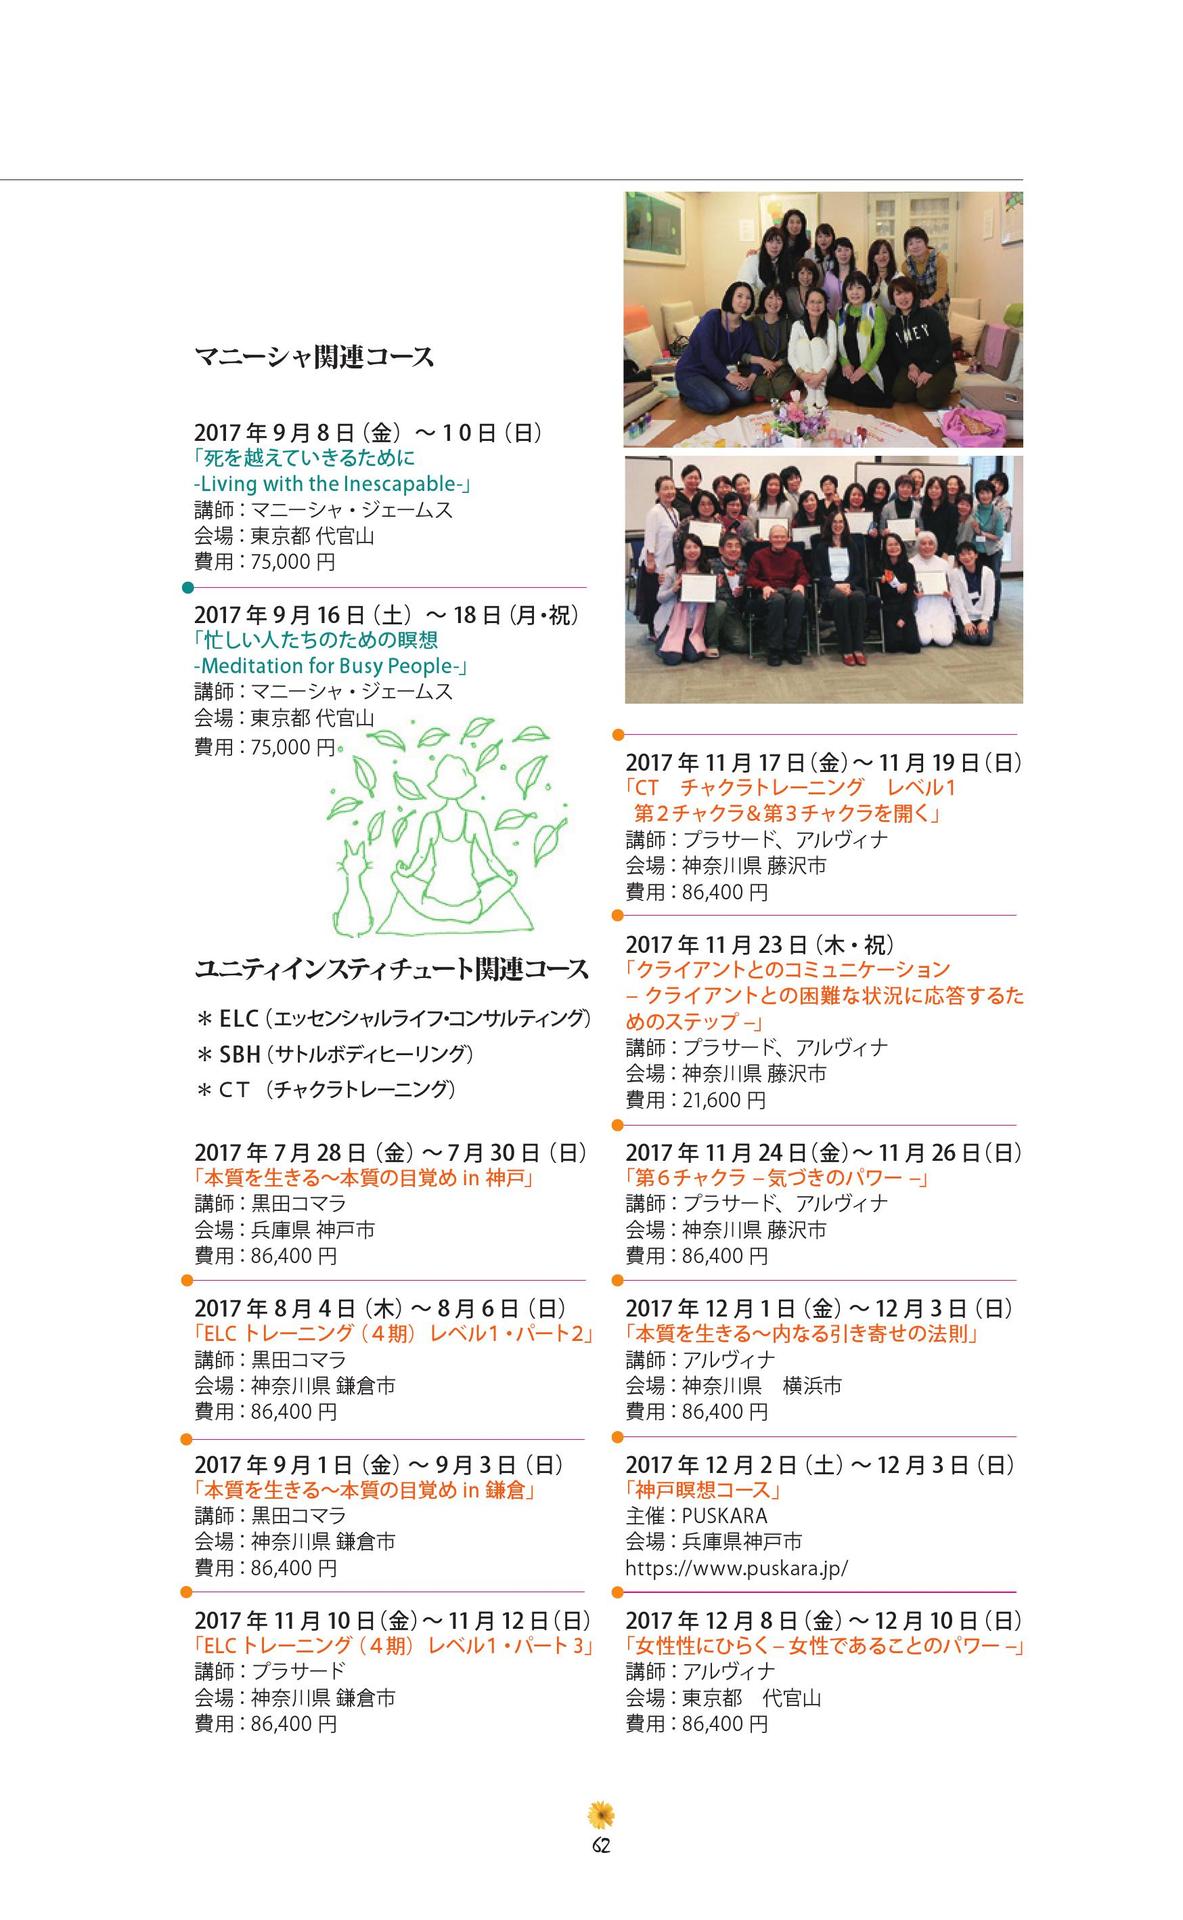 マニーシャ関連コース
2017年9月8日（金）～10日（日）
「死を越えていきるために
-Living with the Inescapable-」
講師：マニーシャ・ジェームス
会場：東京都 代官山
費用：75,000円
2017年9月16日（土）～18日（月・祝）
「忙しい人たちのための瞑想
-Meditation for Busy People-」
講師：マニーシャ・ジェームス
会場：東京都 代官山
費用：75,000円
ユニティインスティチュート関連コース
＊ELC（エッセンシャルライフ・コンサルティング）
＊SBH（サトルボディヒーリング）
＊CT （チャクラトレーニング）
2017年7月28日（金）～7月30日（日）
「本質を生きる～本質の目覚め in 神戸」
講師：黒田コマラ
会場：兵庫県 神戸市
費用：86,400円
2017年8月4日（木）～8月6日（日）
「ELCトレーニング（4期） レベル1・パート2」
講師：黒田コマラ
会場：神奈川県 鎌倉市
費用：86,400円
2017年9月1日（金）～9月3日（日）
「本質を生きる～本質の目覚め in 鎌倉」
講師：黒田コマラ
会場：神奈川県 鎌倉市
費用：86,400円
2017年11月10日（金）～11月12日（日）
「ELCトレーニング（4期） レベル1・パート3」
講師：プラサード
会場：神奈川県 鎌倉市
費用：86,400円
2017年11月17日（金）～11月19日（日）
「CT　チャクラトレーニング　レベル1
第2チャクラ＆第3チャクラを開く」
講師：プラサード、アルヴィナ
会場：神奈川県 藤沢市
費用：86,400円
2017年11月23日（木・祝）
「クライアントとのコミュニケーション
– クライアントとの困難な状況に応答するた
めのステップ –」
講師：プラサード、アルヴィナ
会場：神奈川県 藤沢市
費用：21,600円
2017年11月24日（金）～11月26日（日）
「第6チャクラ –気づきのパワー –」
講師：プラサード、アルヴィナ
会場：神奈川県 藤沢市
費用：86,400円
2017年12月1日（金）～12月3日（日）
「本質を生きる～内なる引き寄せの法則」
講師：アルヴィナ
会場：神奈川県　横浜市
費用：86,400円
2017年12月2日（土）～12月3日（日）
「神戸瞑想コース」
主催：PUSKARA
会場：兵庫県神戸市
https://www.puskara.jp/
2017年12月8日（金）～12月10日（日）
「女性性にひらく– 女性であることのパワー –」
講師：アルヴィナ
会場：東京都　代官山
費用：86,400円
62